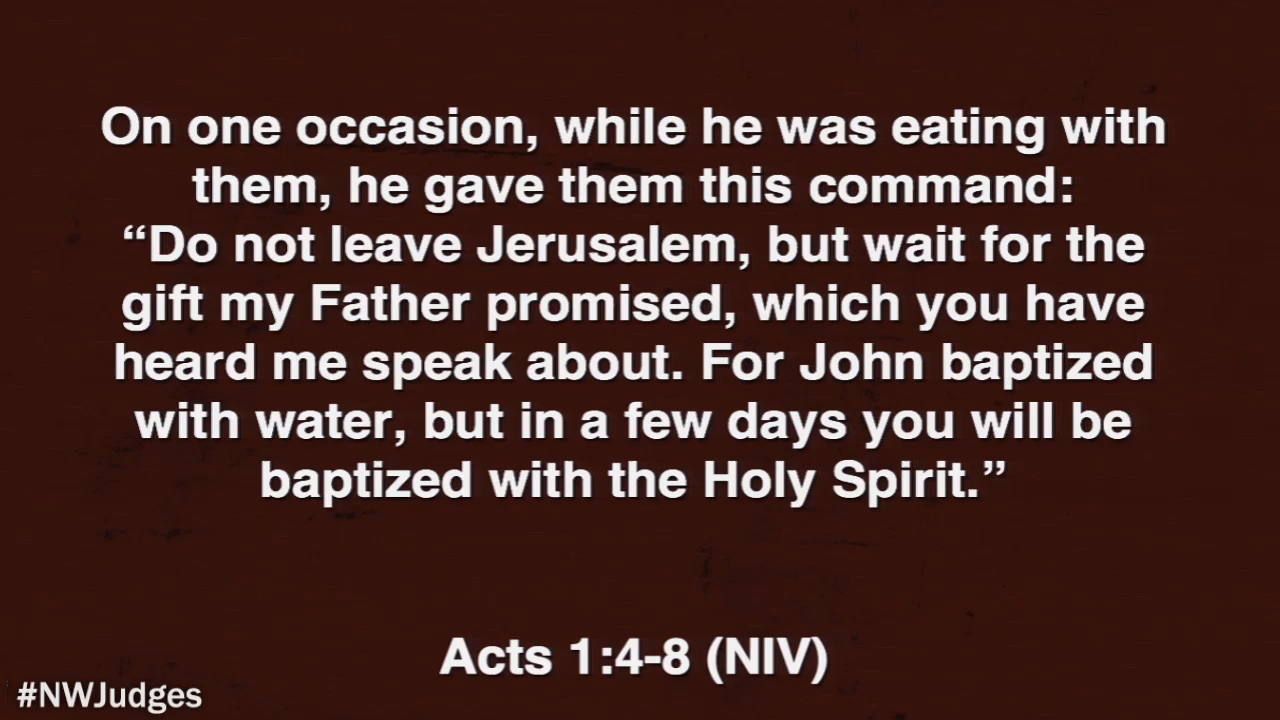 On one occasion, while he was eating with
them, he gave them this command:
“Do not leave Jerusalem, but wait for the
gift my Father promised, which you have
heard me speak about. For John baptized
with water, but in a few days you will be
baptized with the Holy Spirit.”
Acts 1:4-8 (NIV)
#NWJudges